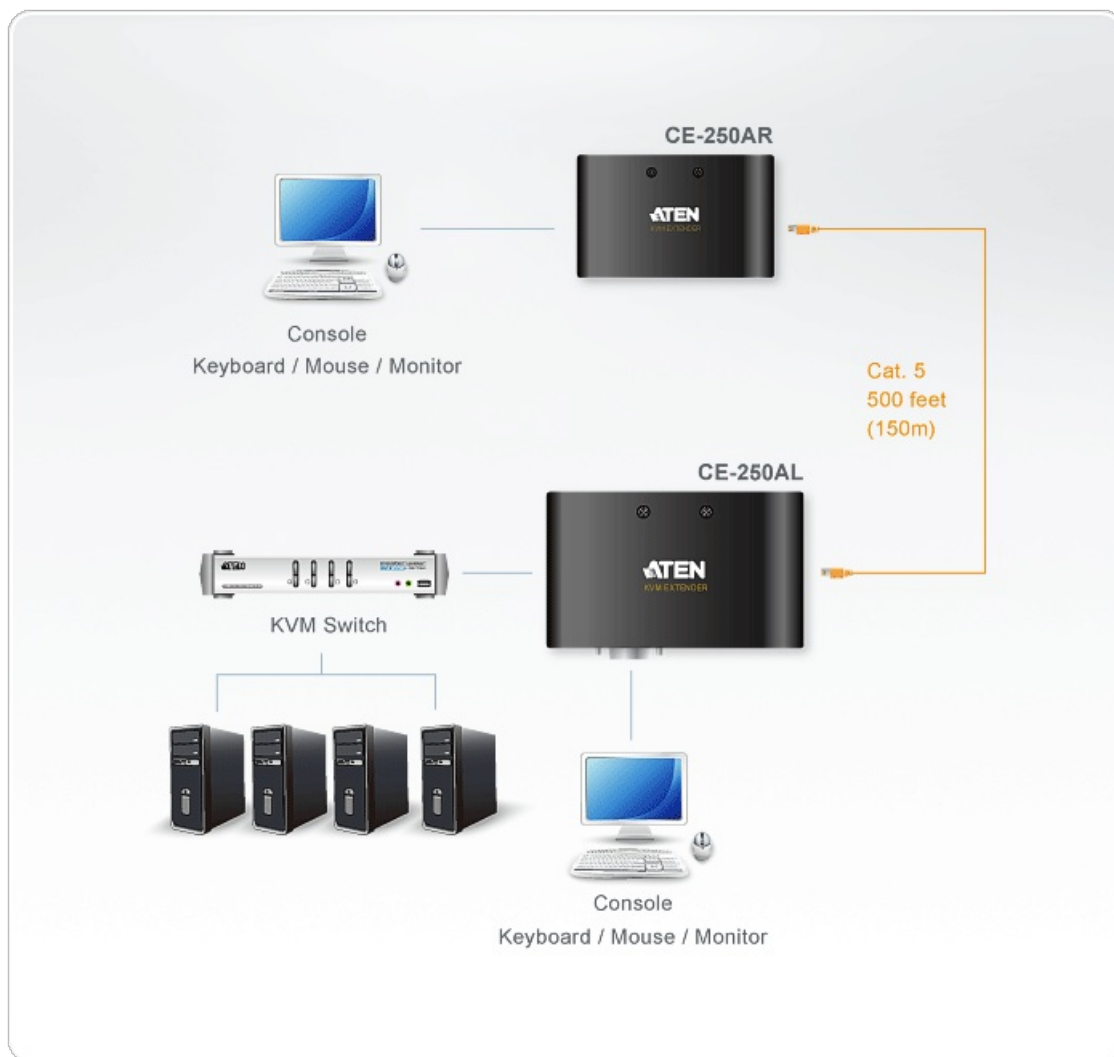 CE-250AR
ATEN
KVM EXTENDER
Console
Keyboard / Mouse / Monitor
Cat. 5
500 feet
(150m)
CE-250AL
ATEN
KVM EXTENDER
ATEN
KVM Switch
Console
Keyboard / Mouse / Monitor